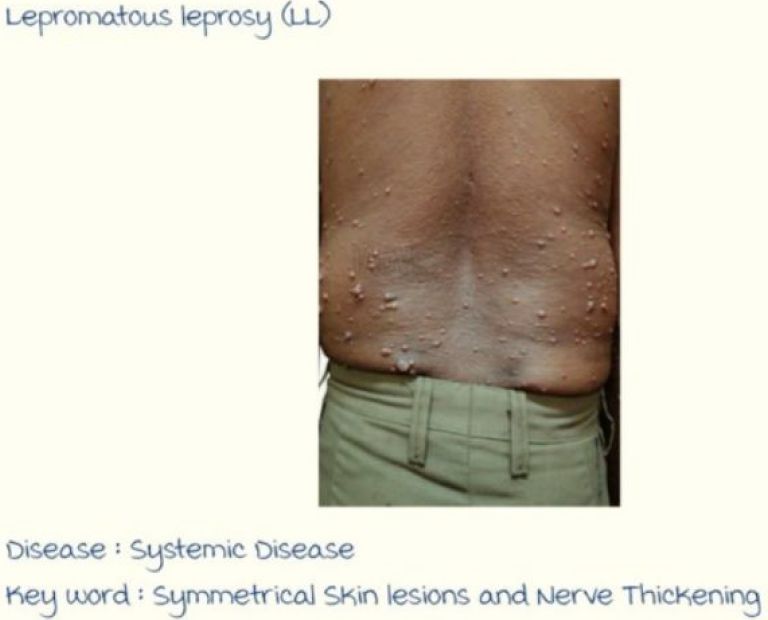 Lepromatous leprosy (LL)
Disease : Systemic Disease
Key word : Symmetrical Skin lesions and Nerve Thickening